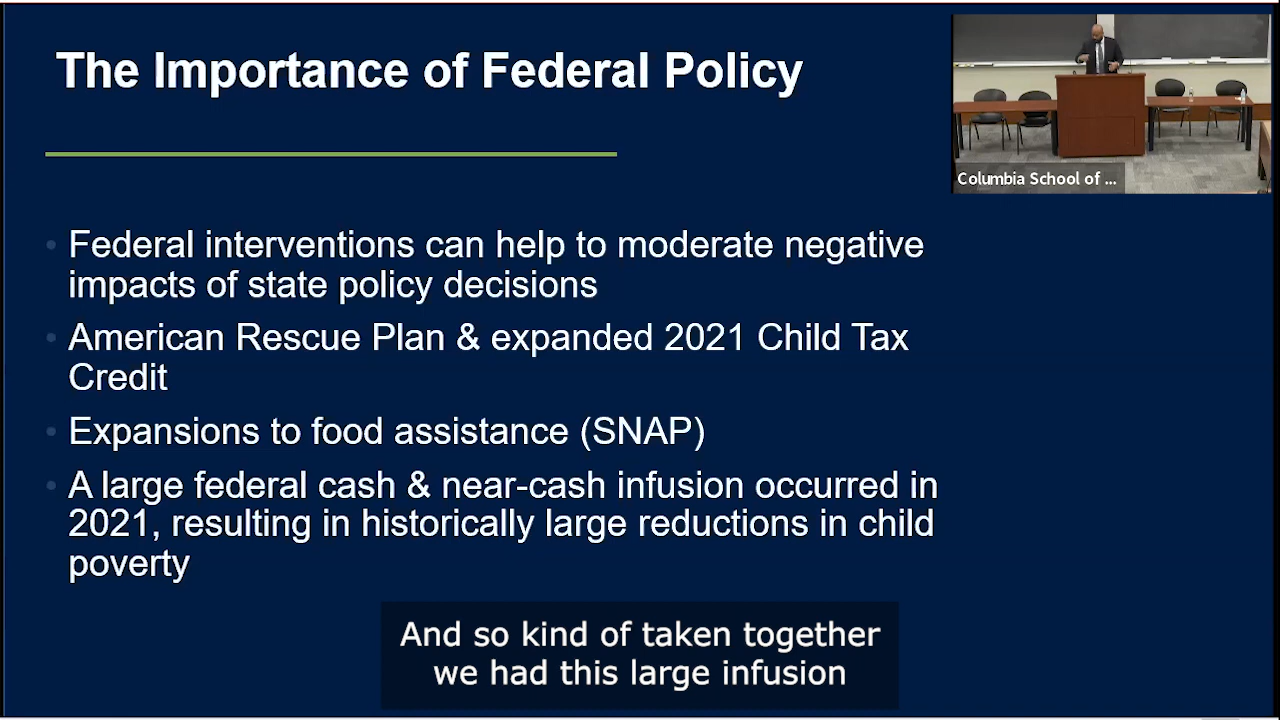 The Importance of Federal Policy
Columbia School of ...
Federal interventions can help to moderate negative
impacts of state policy decisions
American Rescue Plan & expanded 2021 Child Tax
Credit
Expansions to food assistance (SNAP)
A large federal cash & near-cash infusion occurred in
2021, resulting in historically large reductions in child
poverty
And so kind of taken together
we had this large infusion